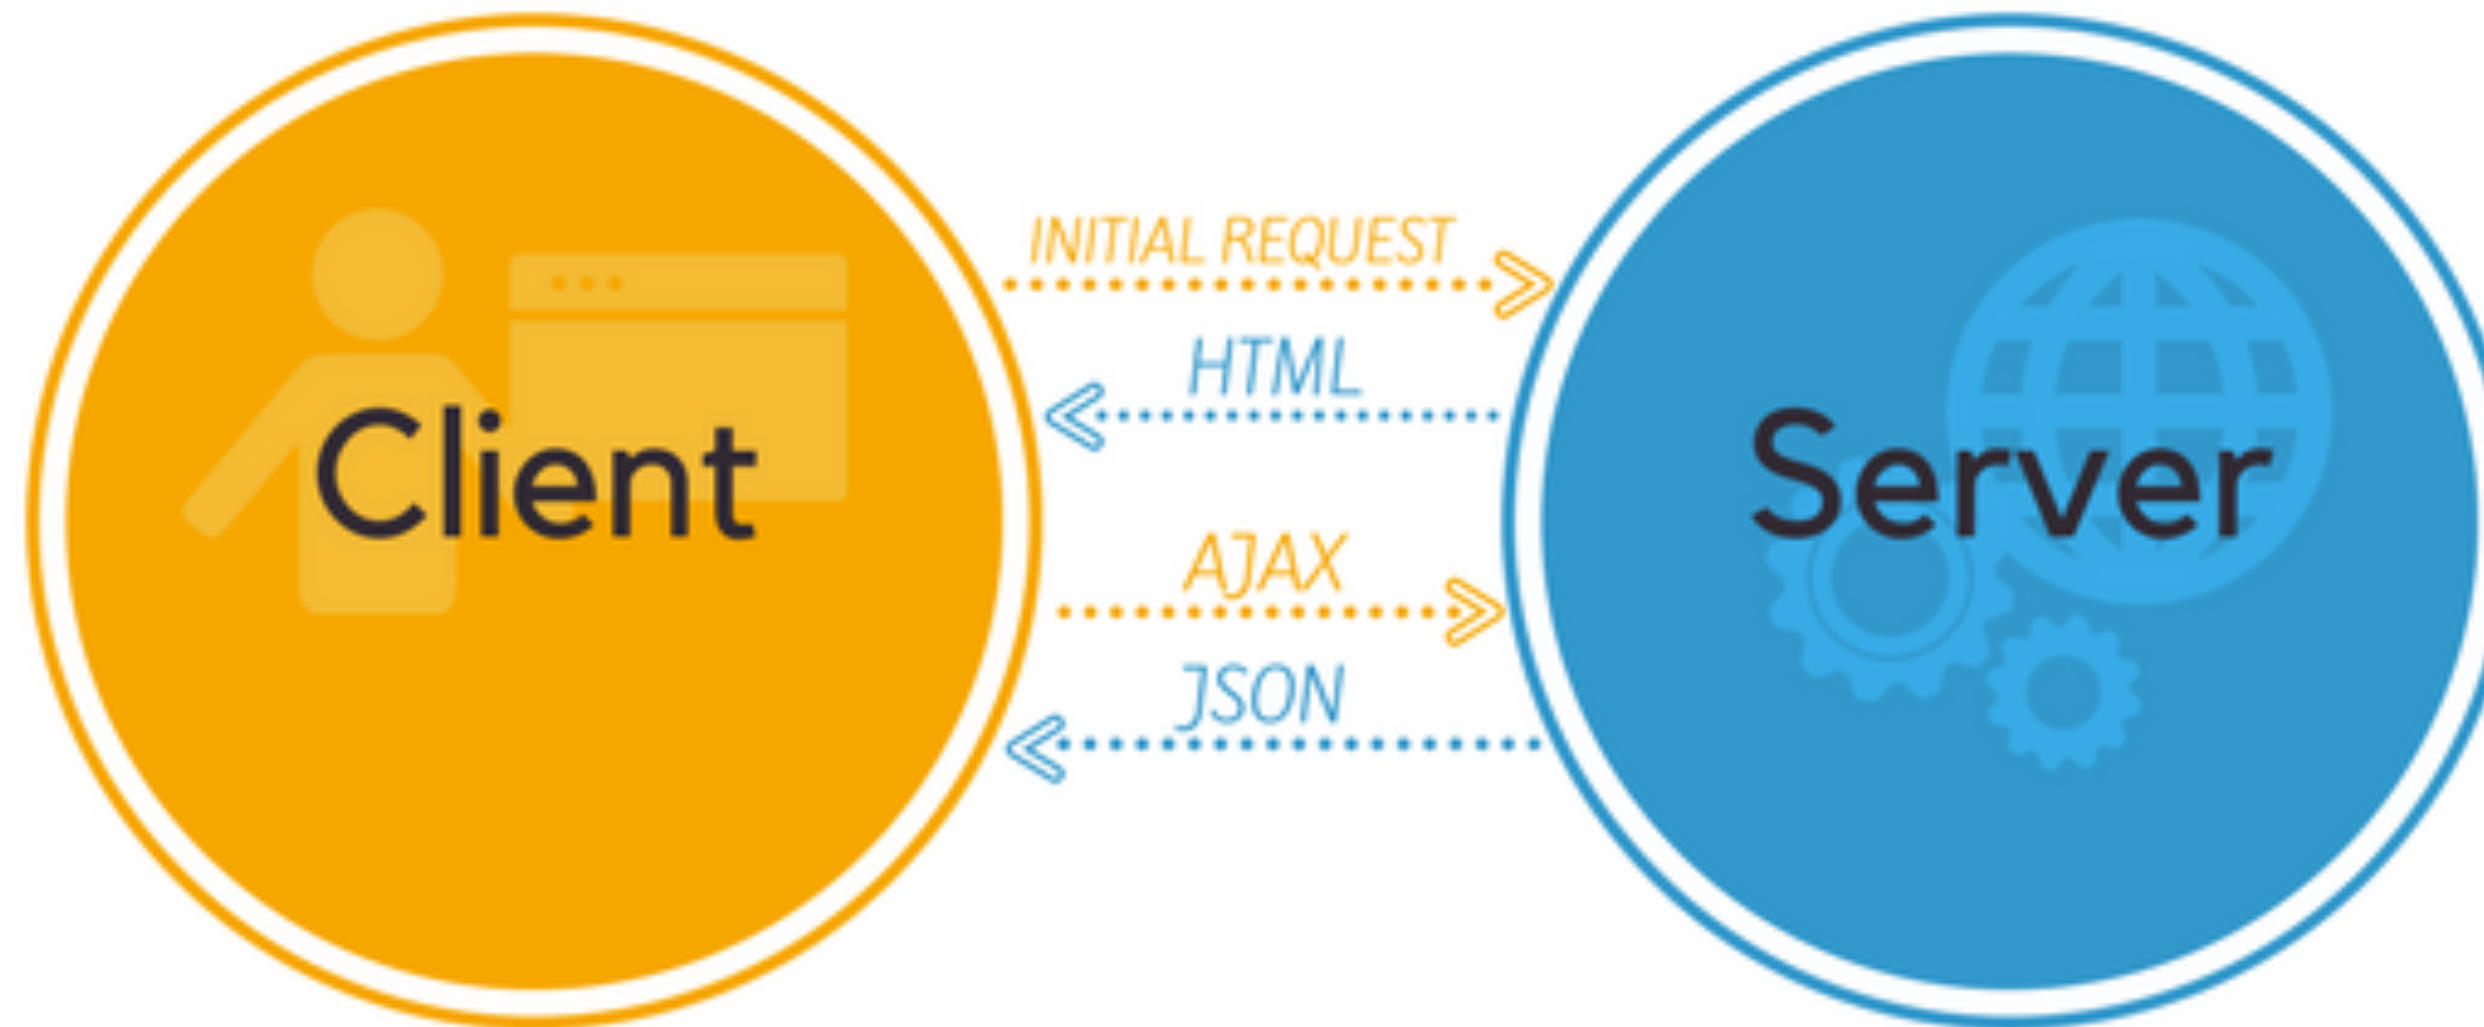 INITIAL REQUEST
HTML
Client
Server
AJAX
JSON